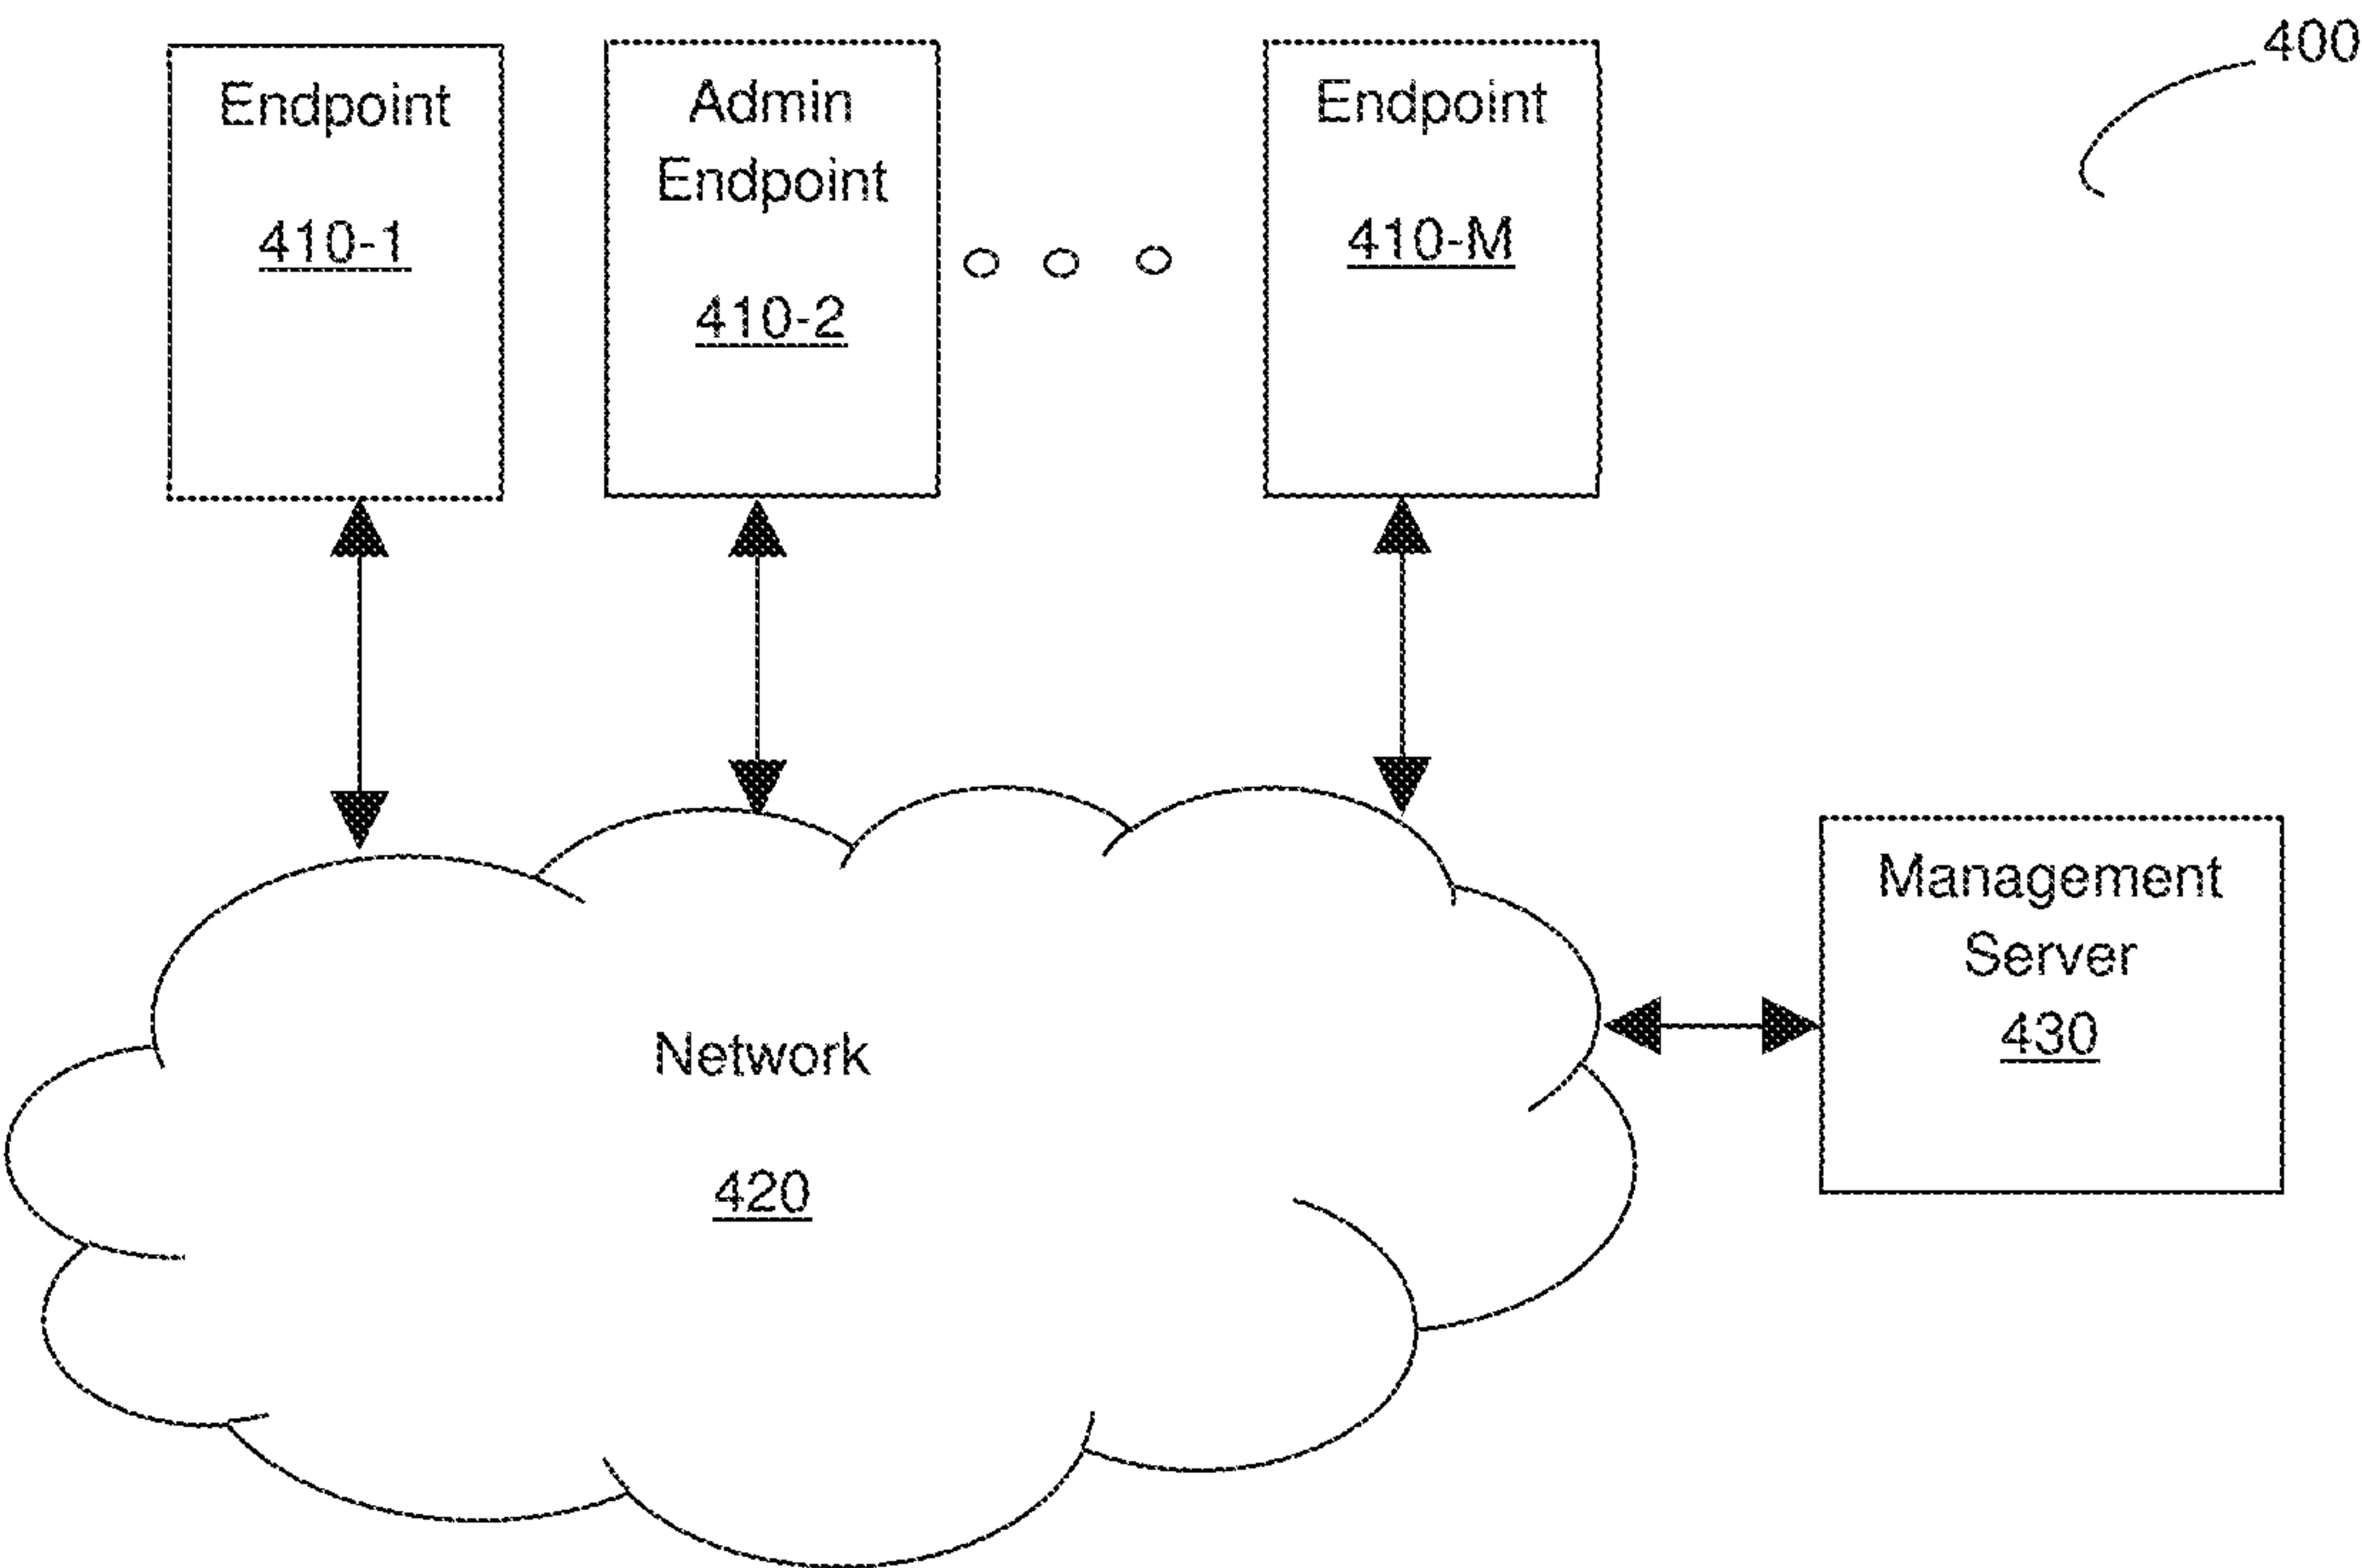 400
Endpoint
410-1
Admin
Endpoint
410-2
Endpoint
410-M
Management
Server
430
Network
420